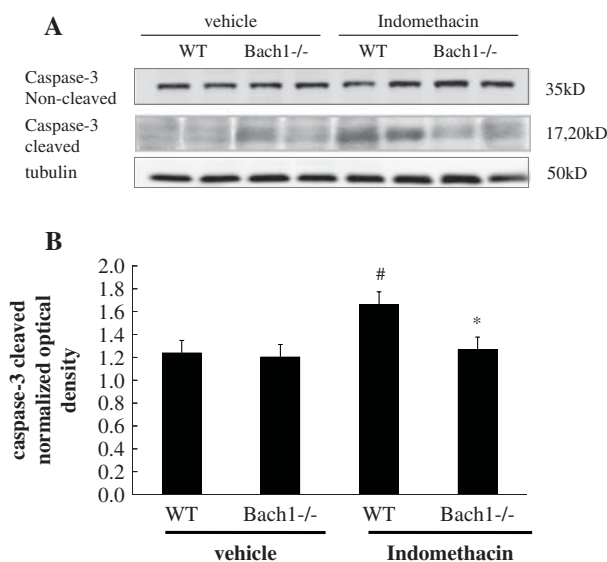 A
vehicle Indomethacin
WT Bach1-/- WT Bach1-/-
Caspase-3
Non-cleaved
35kD
Caspase-3
cleaved
17,20kD
tubulin
50kD
B
caspase-3 cleaved
normalized optical
density
2.0
1.8
1.6
1.4
1.2
1.0
0.8
0.6
0.4
0.2
0.0
#
*
WT Bach1-/- WT Bach1-/-
vehicle Indomethacin